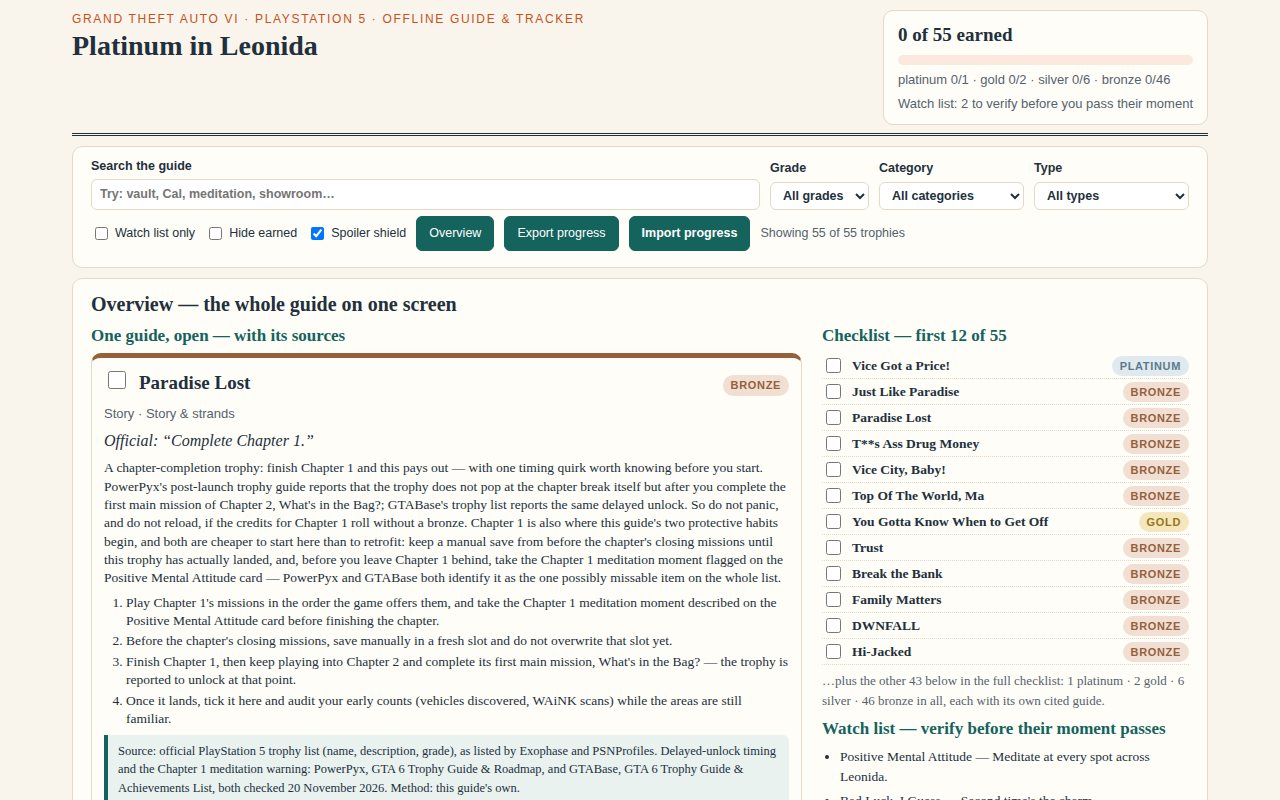 GRAND THEFT AUTO VI · PLAYSTATION 5 · OFFLINE GUIDE & TRACKER
Platinum in Leonida
0 of 55 earned
platinum 0/1 · gold 0/2 · silver 0/6 · bronze 0/46
Watch list: 2 to verify before you pass their moment
Search the guide
Try: vault, Cal, meditation, showroom…
Grade
All grades
Category
All categories
Type
All types
Watch list only
Hide earned
Spoiler shield
Overview
Export progress
Import progress
Showing 55 of 55 trophies
Overview — the whole guide on one screen
One guide, open — with its sources
Paradise Lost
BRONZE
Story · Story & strands
Official: “Complete Chapter 1.”
A chapter-completion trophy: finish Chapter 1 and this pays out — with one timing quirk worth knowing before you start.
PowerPyx's post-launch trophy guide reports that the trophy does not pop at the chapter break itself but after you complete the
first main mission of Chapter 2, What's in the Bag?; GTABase's trophy list reports the same delayed unlock. So do not panic,
and do not reload, if the credits for Chapter 1 roll without a bronze. Chapter 1 is also where this guide's two protective habits
begin, and both are cheaper to start here than to retrofit: keep a manual save from before the chapter's closing missions until
this trophy has actually landed, and, before you leave Chapter 1 behind, take the Chapter 1 meditation moment flagged on the
Positive Mental Attitude card — PowerPyx and GTABase both identify it as the one possibly missable item on the whole list.
1. Play Chapter 1's missions in the order the game offers them, and take the Chapter 1 meditation moment described on the
Positive Mental Attitude card before finishing the chapter.
2. Before the chapter's closing missions, save manually in a fresh slot and do not overwrite that slot yet.
3. Finish Chapter 1, then keep playing into Chapter 2 and complete its first main mission, What's in the Bag? — the trophy is
reported to unlock at that point.
4. Once it lands, tick it here and audit your early counts (vehicles discovered, WAiNK scans) while the areas are still
familiar.
Source: official PlayStation 5 trophy list (name, description, grade), as listed by Exophase and PSNProfiles. Delayed-unlock timing
and the Chapter 1 meditation warning: PowerPyx, GTA 6 Trophy Guide & Roadmap, and GTABase, GTA 6 Trophy Guide &
Achievements List, both checked 20 November 2026. Method: this guide's own.
Checklist — first 12 of 55
Vice Got a Price! PLATINUM
Just Like Paradise BRONZE
Paradise Lost BRONZE
T**s Ass Drug Money BRONZE
Vice City, Baby! BRONZE
Top Of The World, Ma BRONZE
You Gotta Know When to Get Off GOLD
Trust BRONZE
Break the Bank BRONZE
Family Matters BRONZE
DWNFALL BRONZE
Hi-Jacked BRONZE
…plus the other 43 below in the full checklist: 1 platinum · 2 gold · 6
silver · 46 bronze in all, each with its own cited guide.
Watch list — verify before their moment passes
• Positive Mental Attitude — Meditate at every spot across
Leonida.
• Bad Luck, I Guess — Second time's the charm.